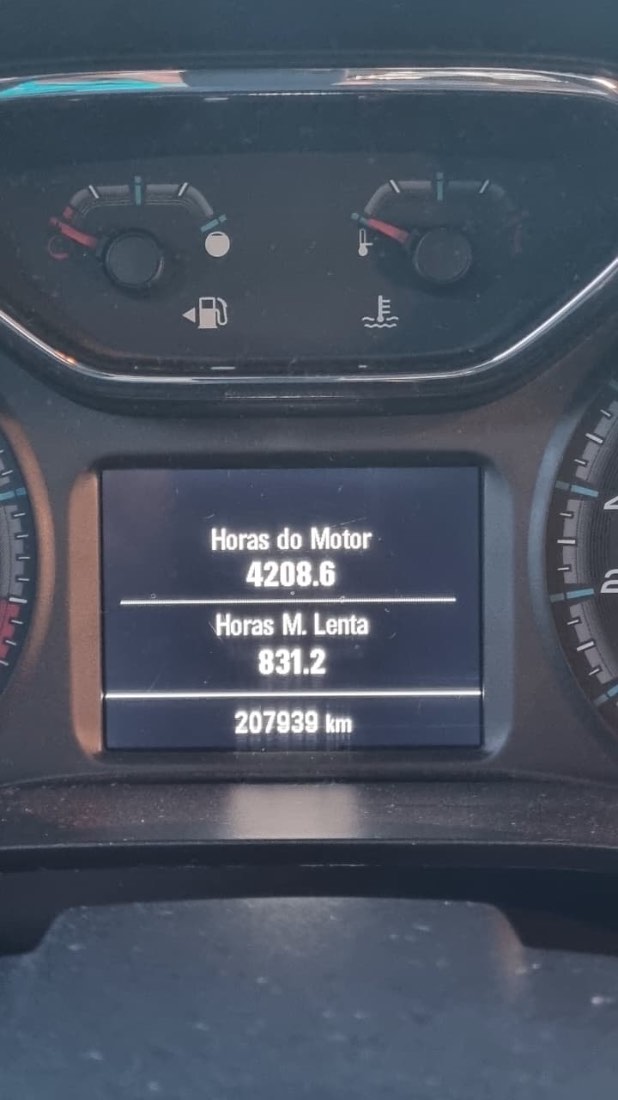 Horas do Motor
4208.6
Horas M. Lenta
831.2
207939 km